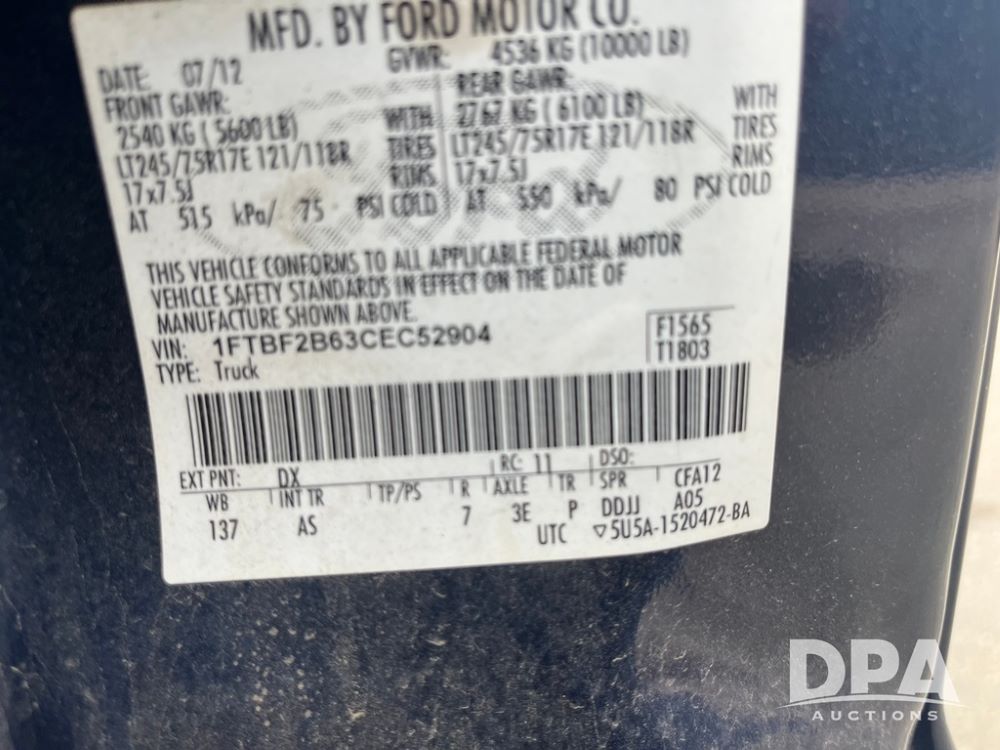 MFD. BY FORD MOTOR CO.
DATE: 07/12 GVWR: 4536 KG (10000 LB)
FRONT GAWR: REAR GAWR:
2540 KG (5600 LB) WITH 2767 KG (6100 LB) WITH
LT245/75R17E 121/118R TIRES LT245/75R17E 121/118R TIRES
17x7.5J RIMS 17x7.5J RIMS
AT 515 kPa/ 75 PSI COLD AT 550 kPa/ 80 PSI COLD
THIS VEHICLE CONFORMS TO ALL APPLICABLE FEDERAL MOTOR
VEHICLE SAFETY STANDARDS IN EFFECT ON THE DATE OF
MANUFACTURE SHOWN ABOVE.
VIN: 1FTBF2B63CEC52904 F1565
TYPE: Truck T1803
EXT PNT: DX RC: 11 DSO:
WB INT TR TP/PS R AXLE TR SPR CFA12
137 AS 7 3E P DDJJ A05
UTC ▽5U5A-1520472-BA
DPA
AUCTIONS